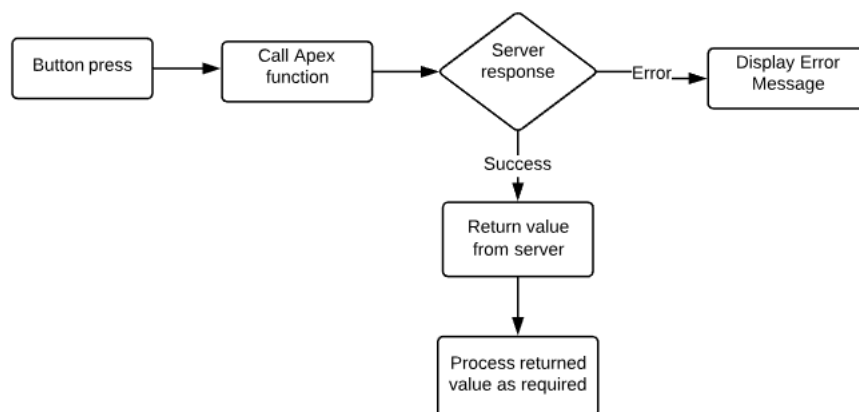 Button press
Call Apex
function
Server
response
Error
Display Error
Message
Success
Return value
from server
Process returned
value as required